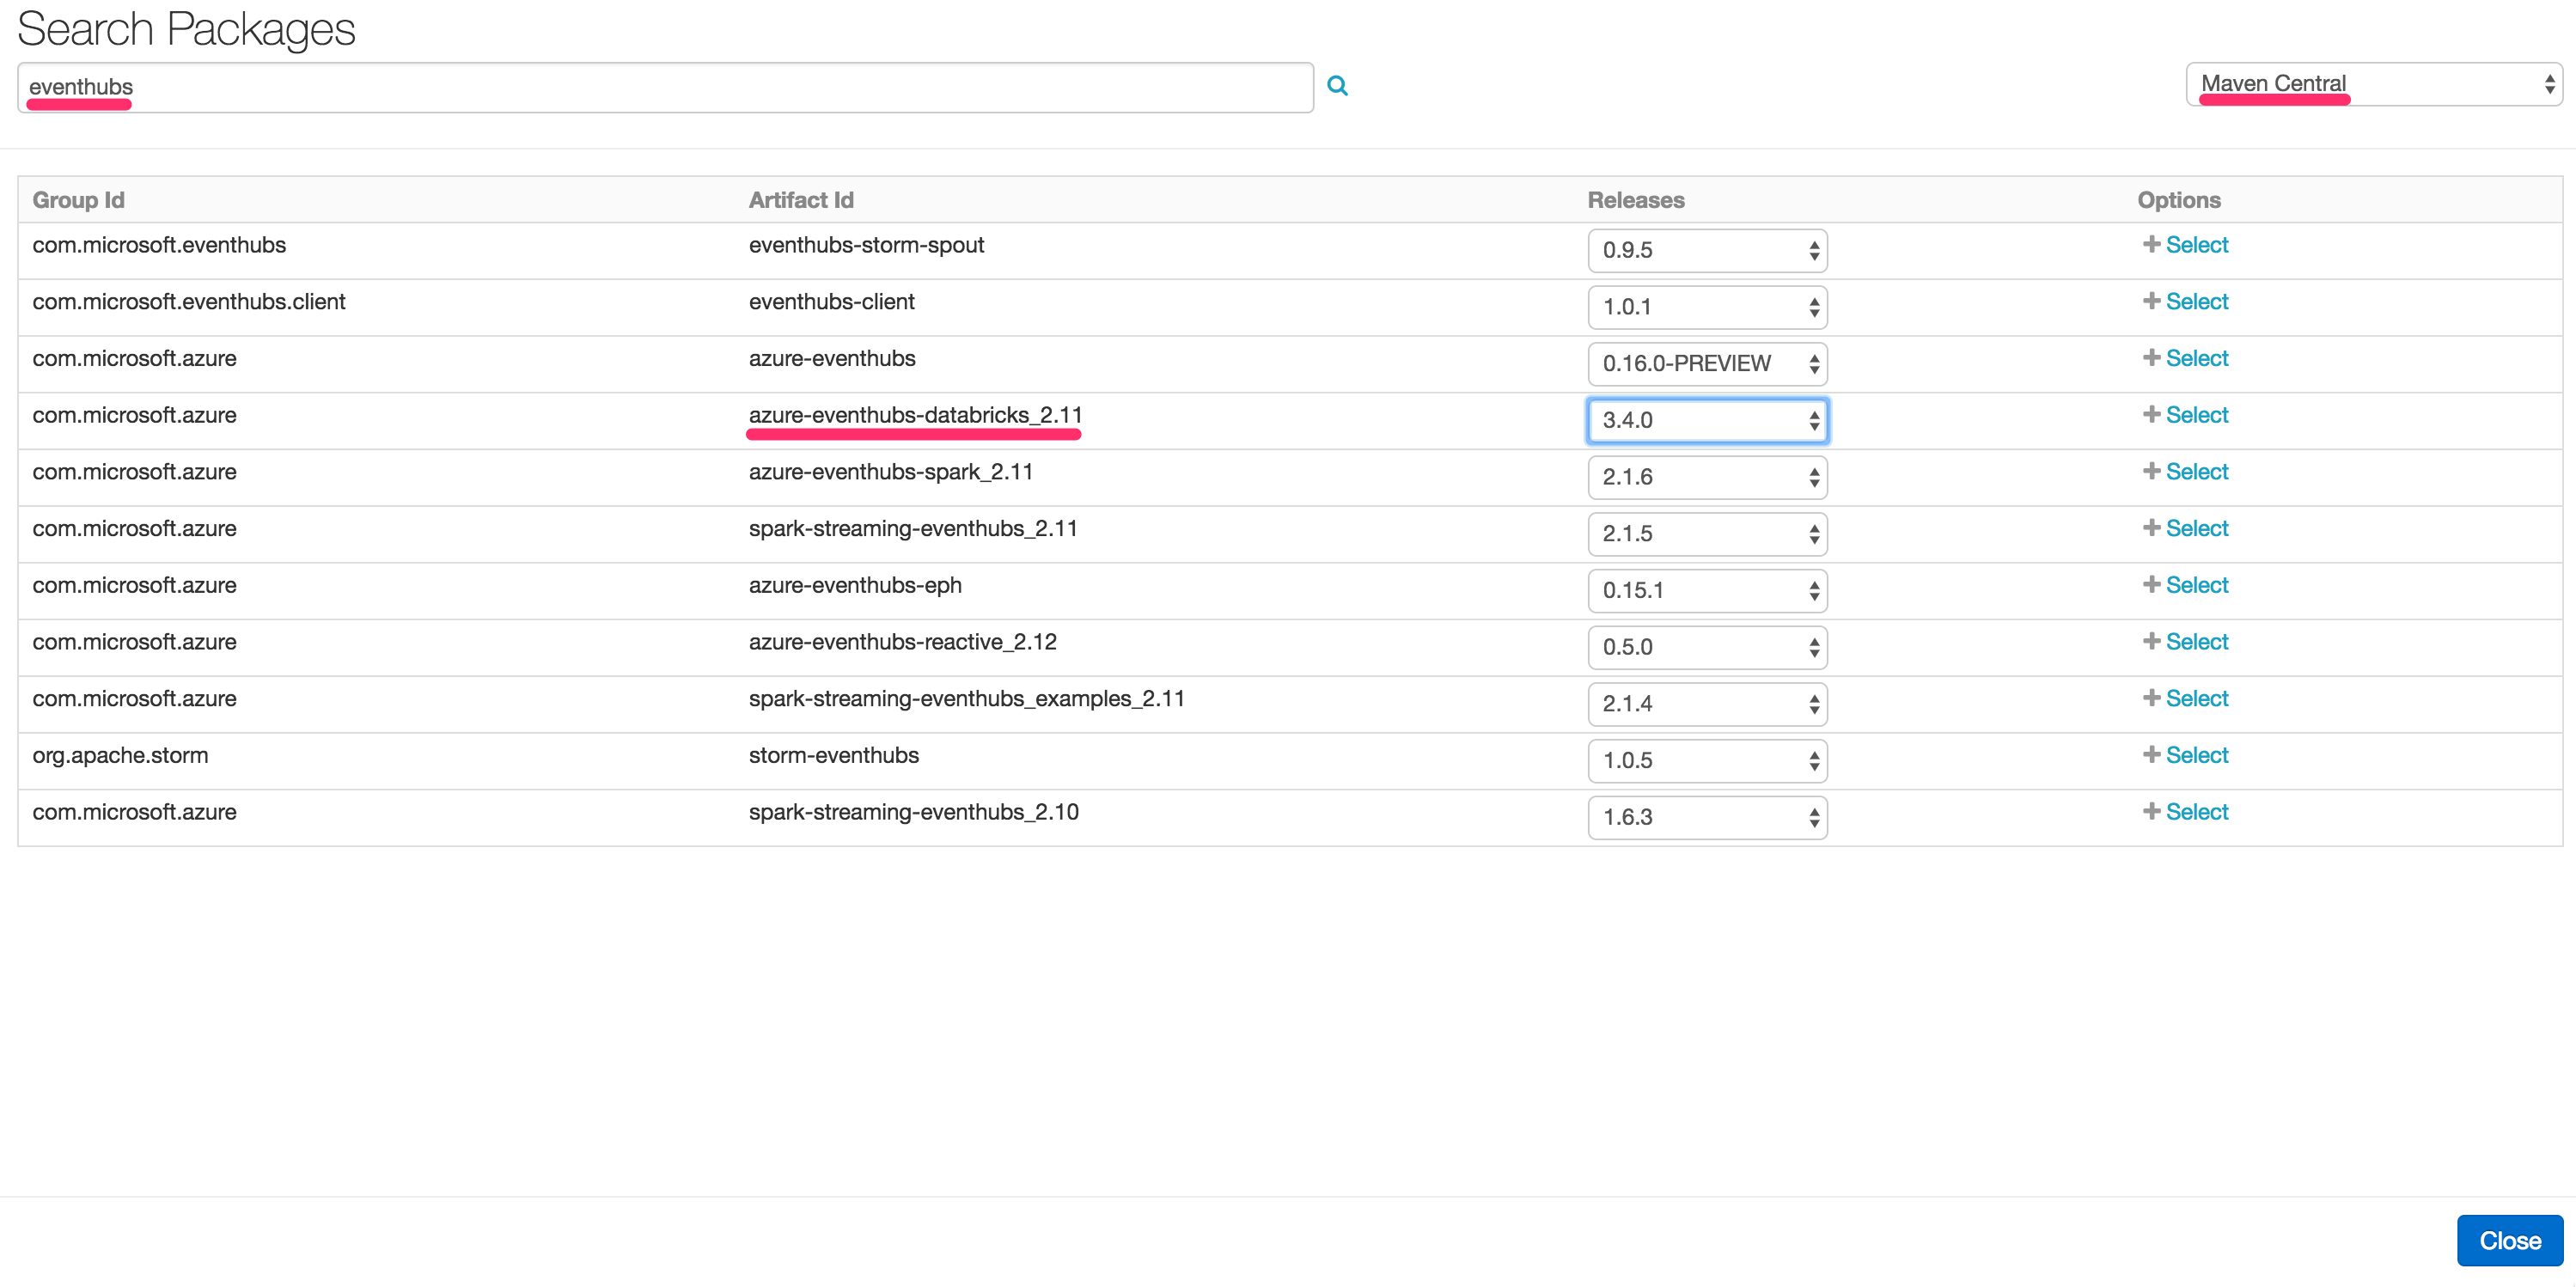 Search Packages
eventhubs
Maven Central
Group Id Artifact Id Releases Options
com.microsoft.eventhubs eventhubs-storm-spout 0.9.5 Select
com.microsoft.eventhubs.client eventhubs-client 1.0.1 Select
com.microsoft.azure azure-eventhubs 0.16.0-PREVIEW Select
com.microsoft.azure azure-eventhubs-databricks_2.11 3.4.0 Select
com.microsoft.azure azure-eventhubs-spark_2.11 2.1.6 Select
com.microsoft.azure spark-streaming-eventhubs_2.11 2.1.5 Select
com.microsoft.azure azure-eventhubs-eph 0.15.1 Select
com.microsoft.azure azure-eventhubs-reactive_2.12 0.5.0 Select
com.microsoft.azure spark-streaming-eventhubs_examples_2.11 2.1.4 Select
org.apache.storm storm-eventhubs 1.0.5 Select
com.microsoft.azure spark-streaming-eventhubs_2.10 1.6.3 Select
Close